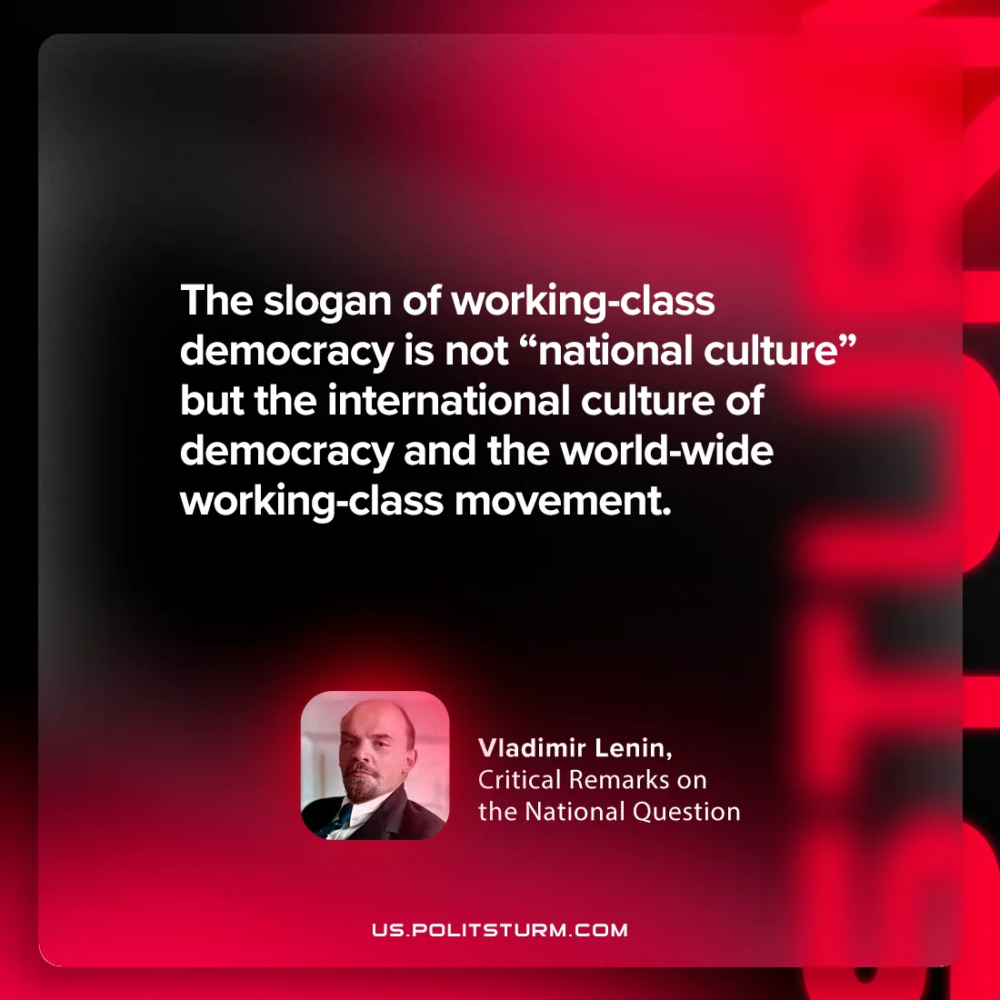 The slogan of working-class
democracy is not “national culture”
but the international culture of
democracy and the world-wide
working-class movement.
Vladimir Lenin,
Critical Remarks on
the National Question
US.POLITSTURM.COM
STURM